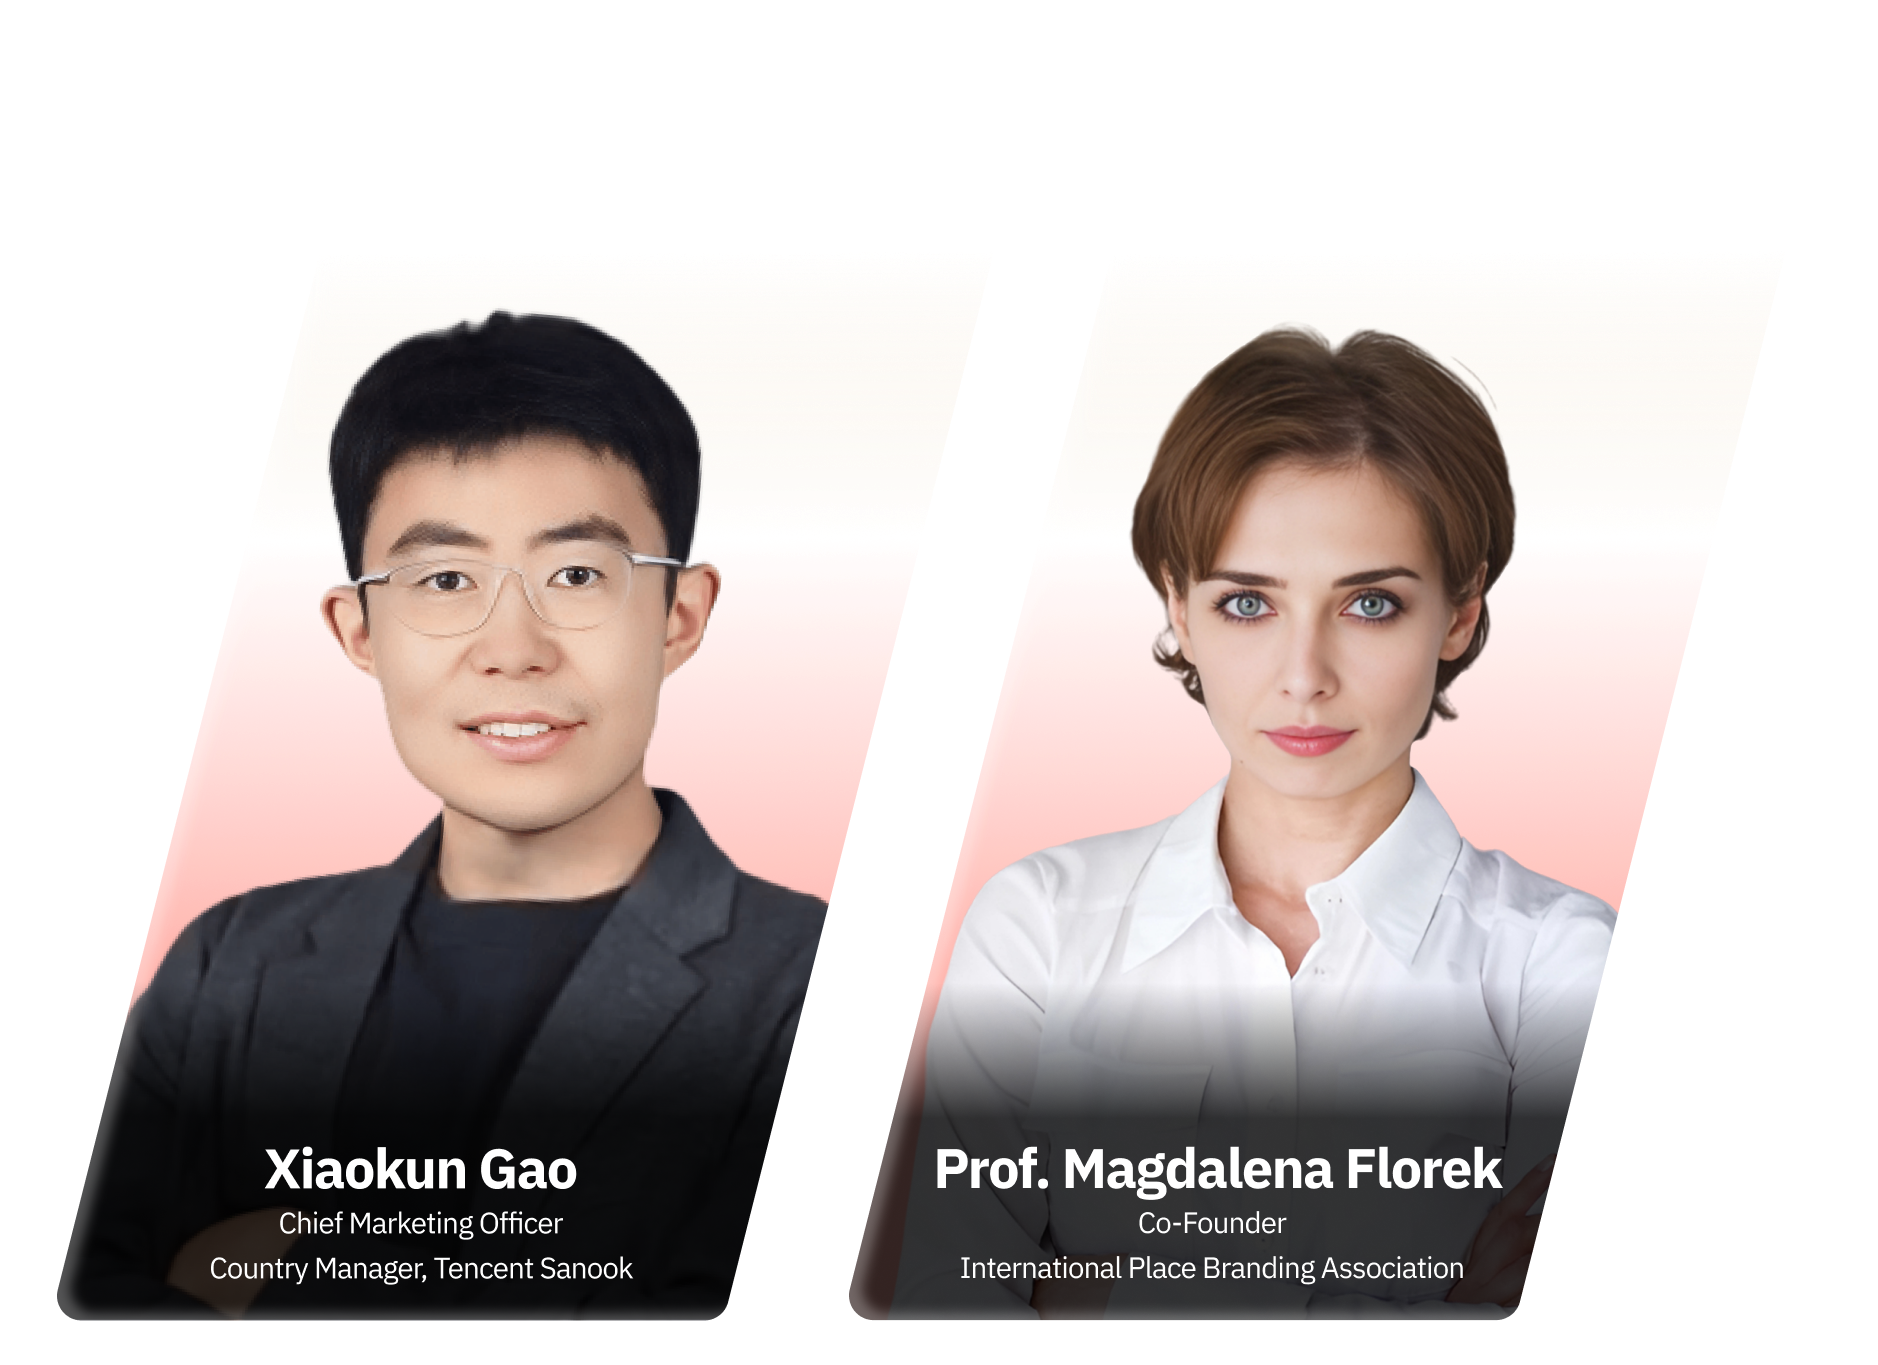 Xiaokun Gao
Chief Marketing Officer
Country Manager, Tencent Sanook
Prof. Magdalena Florek
Co-Founder
International Place Branding Association